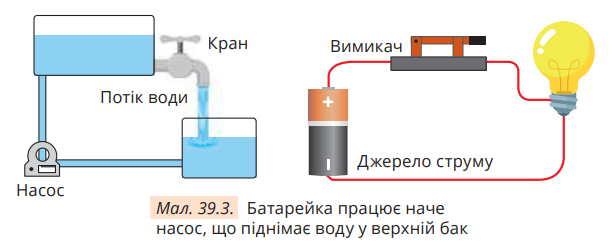 Кран
Потік води
Насос
Вимикач
+
–
Джерело струму
Мал. 39.3. Батарейка працює наче
насос, що піднімає воду у верхній бак